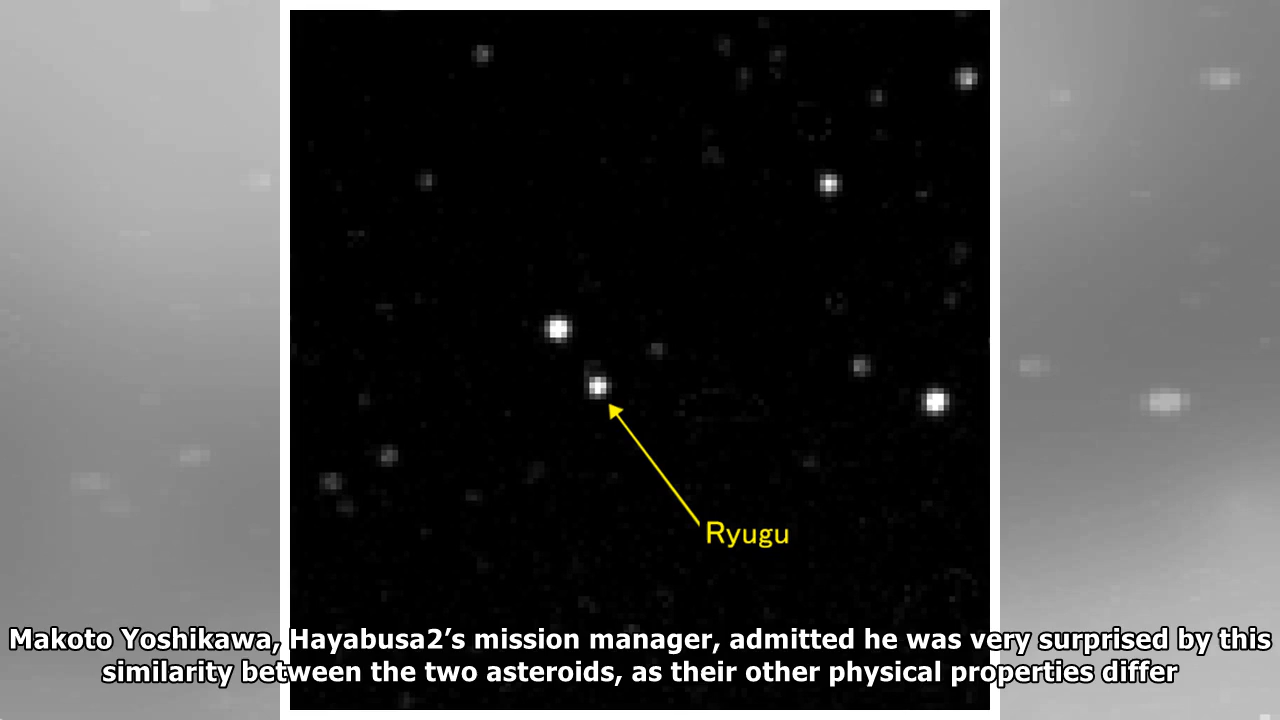 Ryugu
Makoto Yoshikawa, Hayabusa2’s mission manager, admitted he was very surprised by this
similarity between the two asteroids, as their other physical properties differ